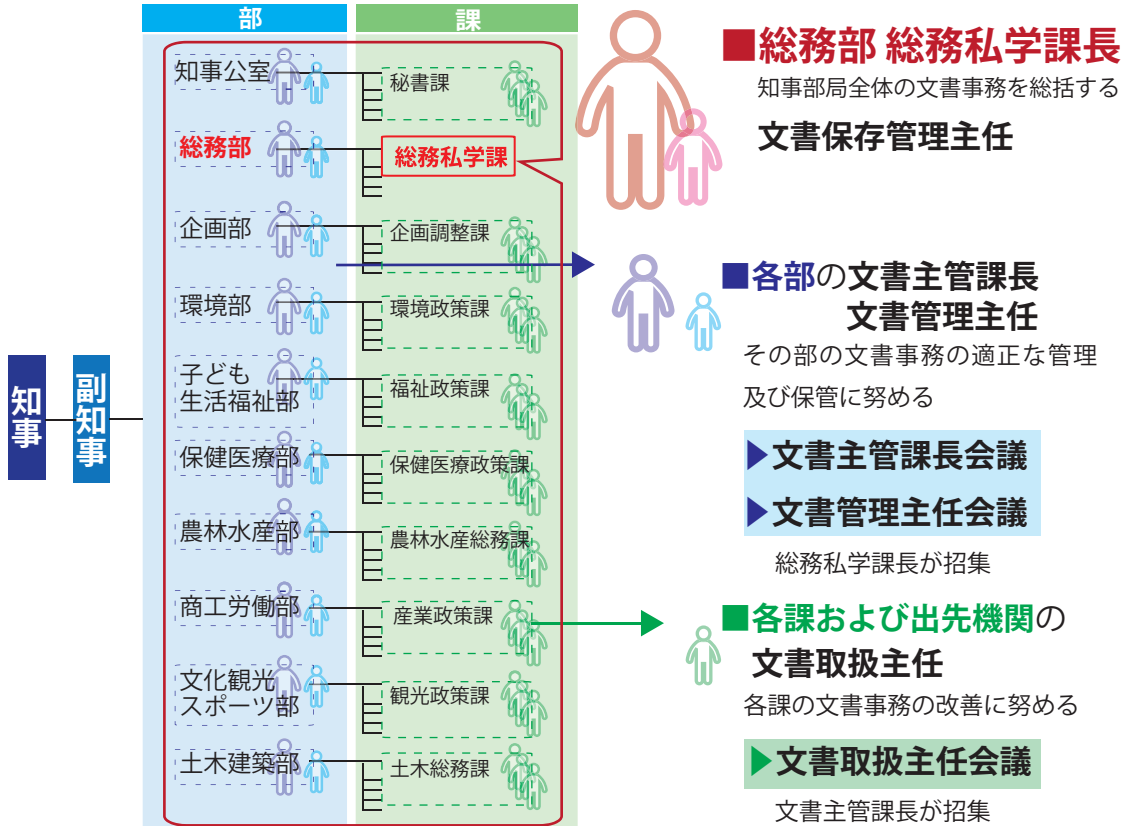 部
課
知事
副知事
知事公室
秘書課
総務部
総務私学課
企画部
企画調整課
環境部
環境政策課
子ども
生活福祉部
福祉政策課
保健医療部
保健医療政策課
農林水産部
農林水産総務課
商工労働部
産業政策課
文化観光
スポーツ部
観光政策課
土木建築部
土木総務課
■総務部 総務私学課長
知事部局全体の文書事務を総括する
文書保存管理主任
■各部の文書主管課長
文書管理主任
その部の文書事務の適正な管理
及び保管に努める
▶文書主管課長会議
▶文書管理主任会議
総務私学課長が招集
■各課および出先機関の
文書取扱主任
各課の文書事務の改善に努める
▶文書取扱主任会議
文書主管課長が招集